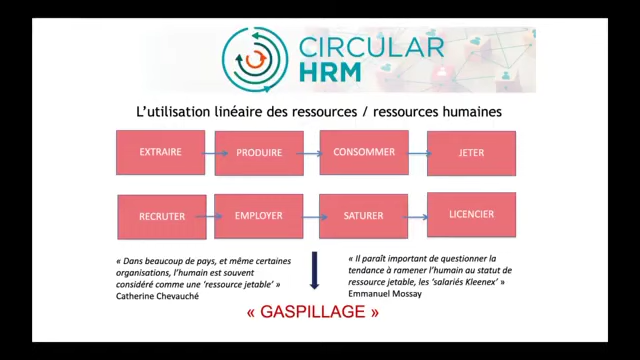 CIRCULAR
HRM
L'utilisation linéaire des ressources / ressources humaines
EXTRAIRE
PRODUIRE
CONSOMMER
JETER
RECRUTER
EMPLOYER
SATURER
LICENCIER
« Dans beaucoup de pays, et même certaines
organisations, l'humain est souvent
considéré comme une 'ressource jetable' »
Catherine Chevauché
« Il paraît important de questionner la
tendance à ramener l'humain au statut de
ressource jetable, les 'salariés Kleenex' »
Emmanuel Mossay
« GASPILLAGE »